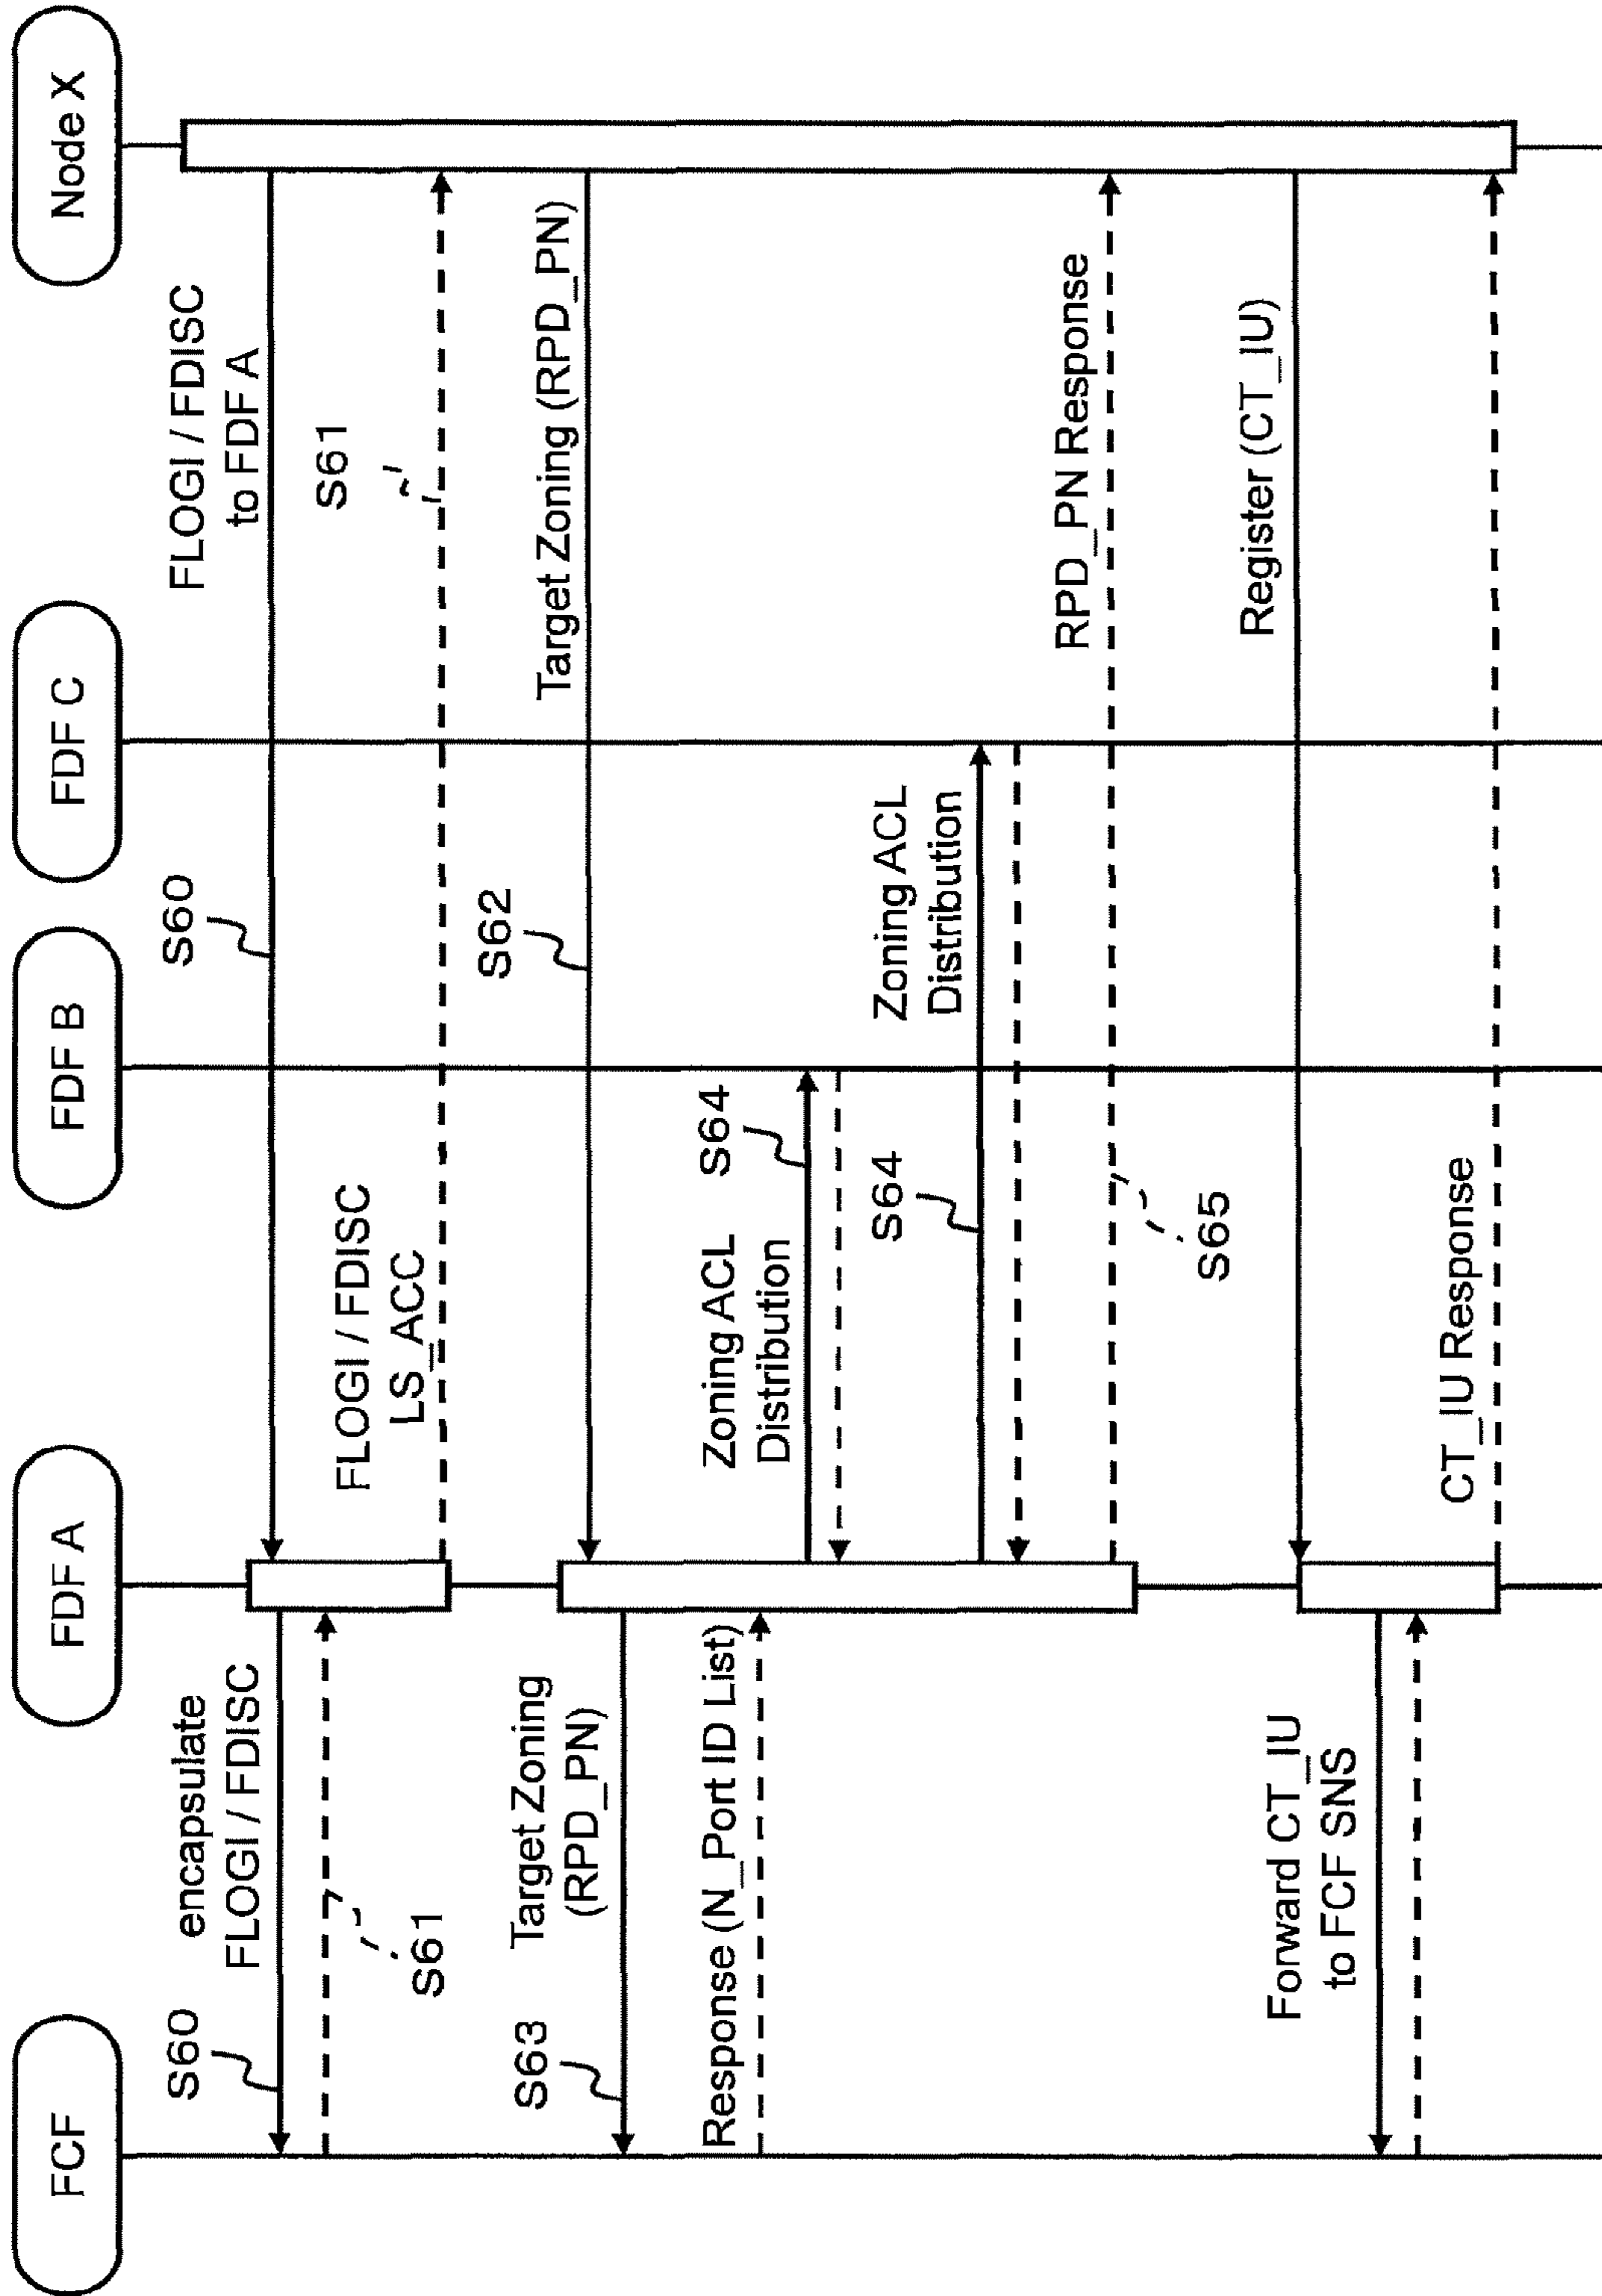 FCF
FDF A
FDF B
FDF C
Node X
S60
encapsulate
FLOGI / FDISC
S60
FLOGI / FDISC
to FDF A
S61
FLOGI / FDISC
LS_ACC
S61
S62
Target Zoning (RPD_PN)
S63
Target Zoning
(RPD_PN)
Response (N_Port ID List)
Zoning ACL
Distribution
S64
S64
Zoning ACL
Distribution
RPD_PN Response
S65
Register (CT_IU)
Forward CT_IU
to FCF SNS
CT_IU Response